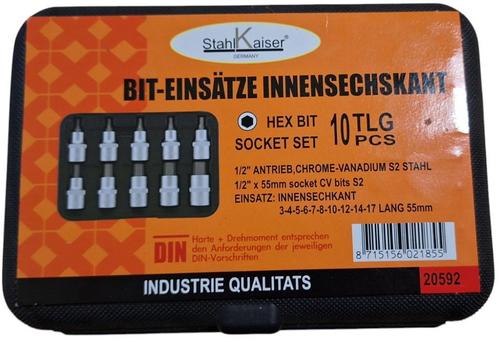 StahlKaiser®
GERMANY
BIT-EINSÄTZE INNENSECHSKANT
HEX BIT
SOCKET SET
10 TLG
PCS
1/2" ANTRIEB,CHROME-VANADIUM S2 STAHL
1/2" x 55mm socket CV bits S2
EINSATZ: INNENSECHSKANT
3-4-5-6-7-8-10-12-14-17 LANG 55mm
DIN
Harte + Drehmoment entsprechen
den Anforderungen der jeweiligen
DIN-Vorschriften
8 715156 021855
INDUSTRIE QUALITATS
20592